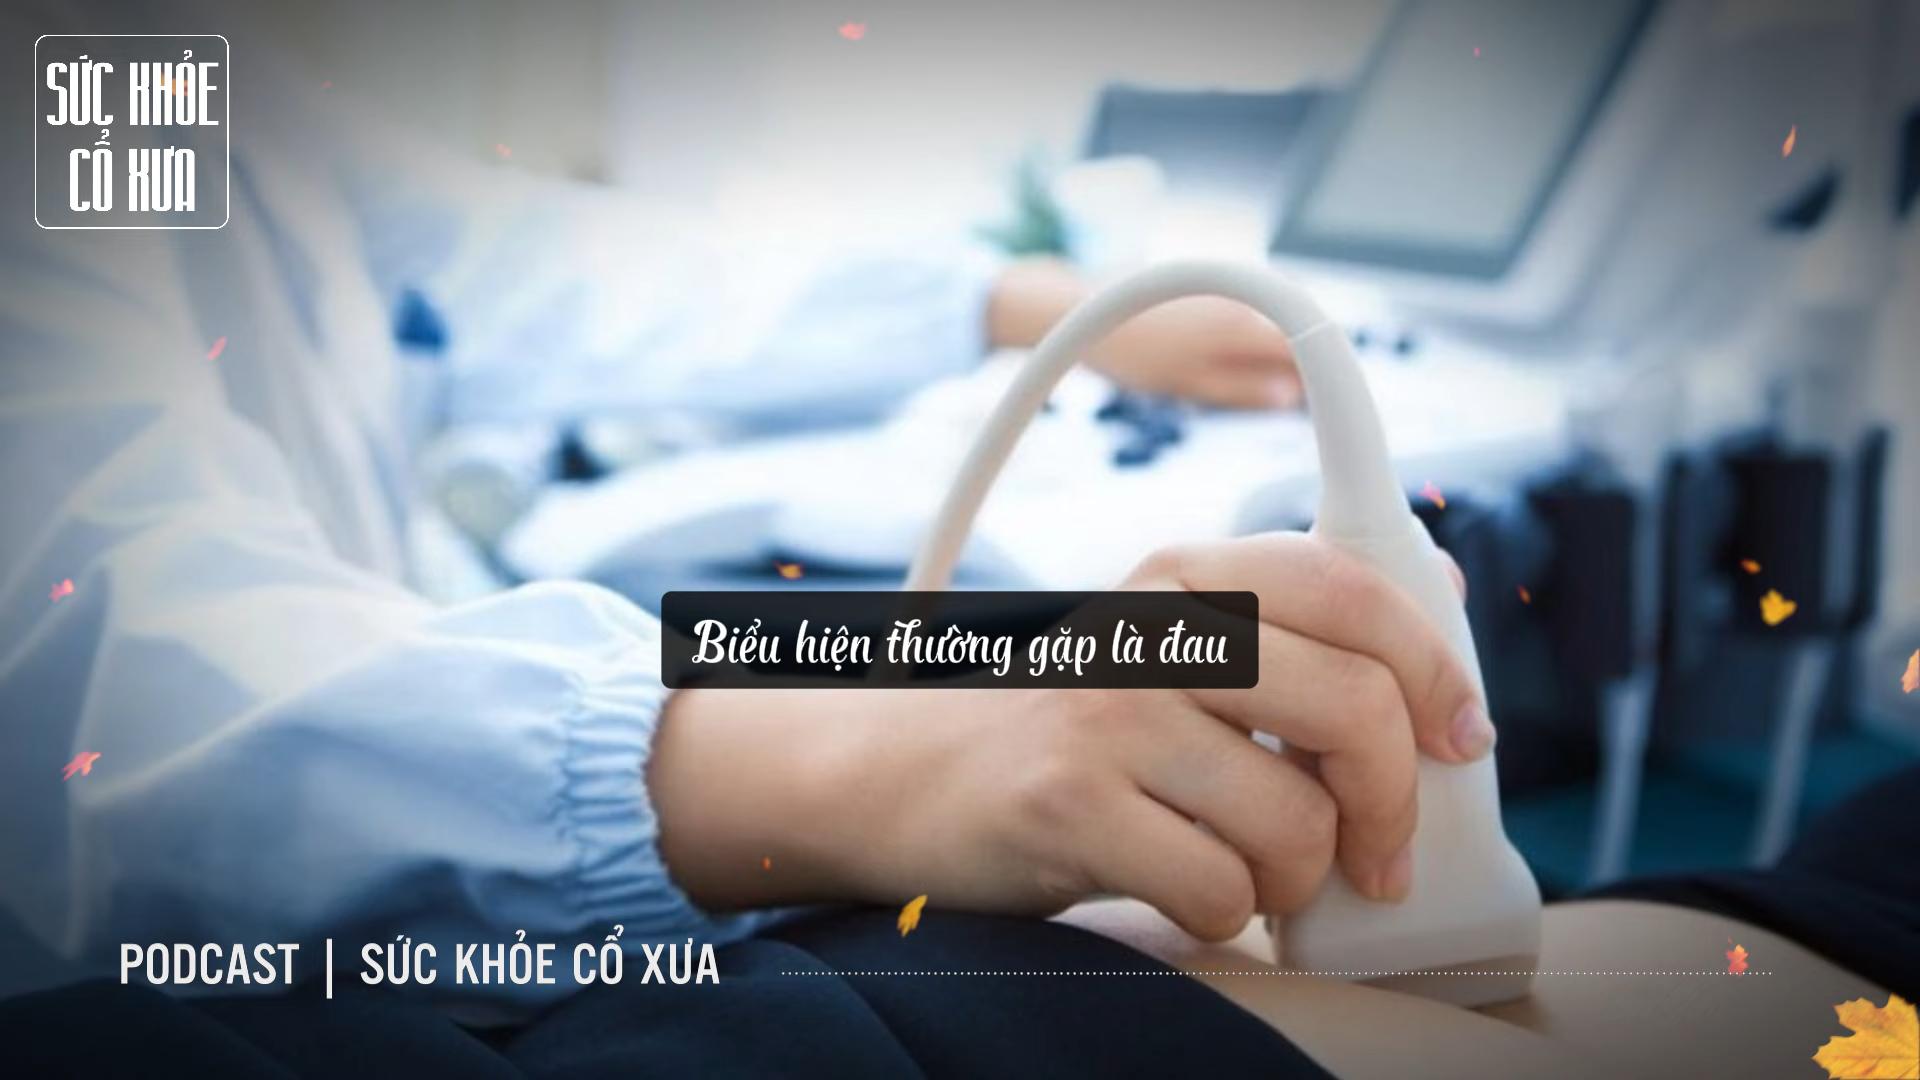 SỨC KHỎE
CỔ XƯA
Biểu hiện thường gặp là đau
PODCAST | SỨC KHỎE CỔ XƯA